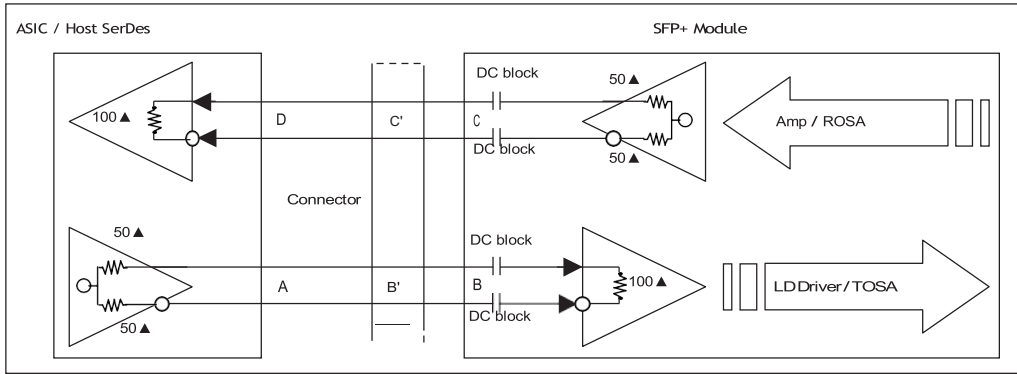 ASIC / Host SerDes
SFP+ Module
DC block
50 ▲
100 ▲
D
C'
C
Amp / ROSA
DC block
50 ▲
Connector
50 ▲
DC block
100 ▲
A
B'
B
LD Driver/TOSA
DC block
50 ▲